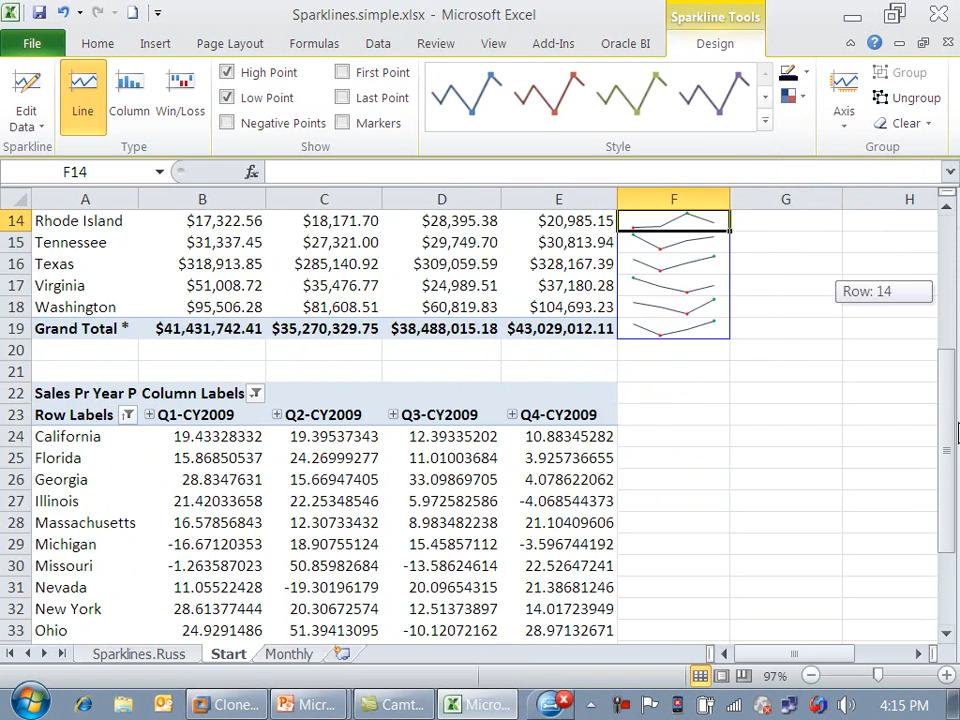 Sparklines.simple.xlsx - Microsoft Excel
Sparkline Tools
File Home Insert Page Layout Formulas Data Review View Add-Ins Oracle BI Design
Edit Data
Line
Column
Win/Loss
High Point
Low Point
Negative Points
First Point
Last Point
Markers
Axis
Group
Ungroup
Clear
Sparkline Type Show Style Group
F14 fx
A B C D E F G H
14 Rhode Island $17,322.56 $18,171.70 $28,395.38 $20,985.15
15 Tennessee $31,337.45 $27,321.00 $29,749.70 $30,813.94
16 Texas $318,913.85 $285,140.92 $309,059.59 $328,167.39
17 Virginia $51,008.72 $35,476.77 $24,989.51 $37,180.28
Row: 14
18 Washington $95,506.28 $81,608.51 $60,819.83 $104,693.23
19 Grand Total * $41,431,742.41 $35,270,329.75 $38,488,015.18 $43,029,012.11
20
21
22 Sales Pr Year P Column Labels
23 Row Labels Q1-CY2009 Q2-CY2009 Q3-CY2009 Q4-CY2009
24 California 19.43328332 19.39537343 12.39335202 10.88345282
25 Florida 15.86850537 24.26999277 11.01003684 3.925736655
26 Georgia 28.8347631 15.66947405 33.09869705 4.078622062
27 Illinois 21.42033658 22.25348546 5.972582586 -4.068544373
28 Massachusetts 16.57856843 12.30733432 8.983482238 21.10409606
29 Michigan -16.67120353 18.90755124 15.45857112 -3.596744192
30 Missouri -1.263587023 50.85982684 -13.58624614 22.52647241
31 Nevada 11.05522428 -19.30196179 20.09654315 21.38681246
32 New York 28.61377444 20.30672574 12.51373897 14.01723949
33 Ohio 24.9291486 51.39413095 -10.12072162 28.97132671
Sparklines.Russ Start Monthly
97%
Clone... Micr... Camt... Micro... 4:15 PM